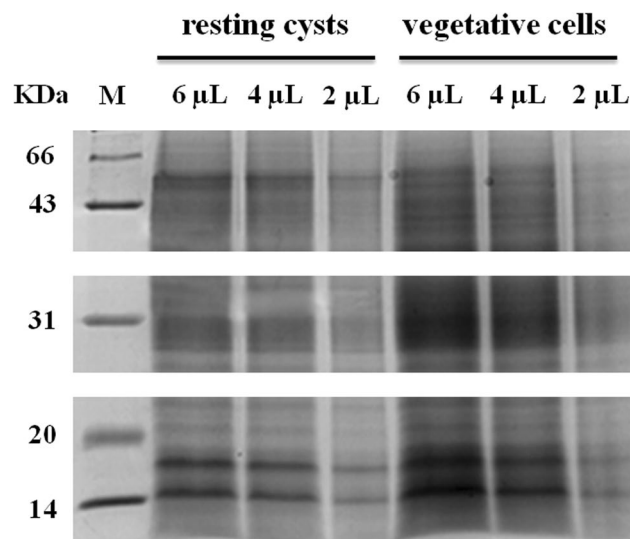 resting cysts vegetative cells
KDa M 6 μL 4 μL 2 μL 6 μL 4 μL 2 μL
66
43
31
20
14